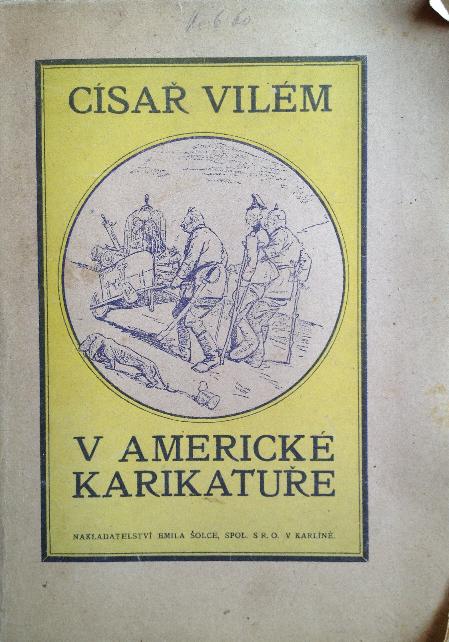 CÍSAŘ VILÉM
V AMERICKÉ
KARIKATUŘE
NAKLADATELSTVÍ EMILA ŠOLCE, SPOL. S R. O. V KARLÍNĚ.